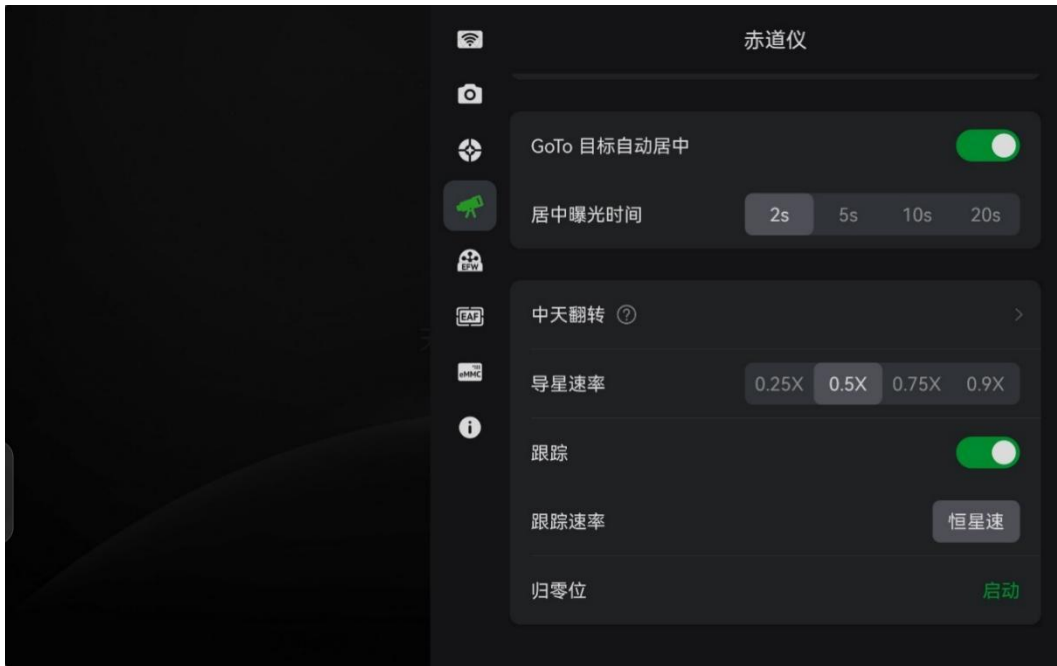 赤道仪
GoTo 目标自动居中
居中曝光时间 2s 5s 10s 20s
EFW
中天翻转 ?
EAF
导星速率 0.25X 0.5X 0.75X 0.9X
eMMC
跟踪
跟踪速率 恒星速
归零位 启动